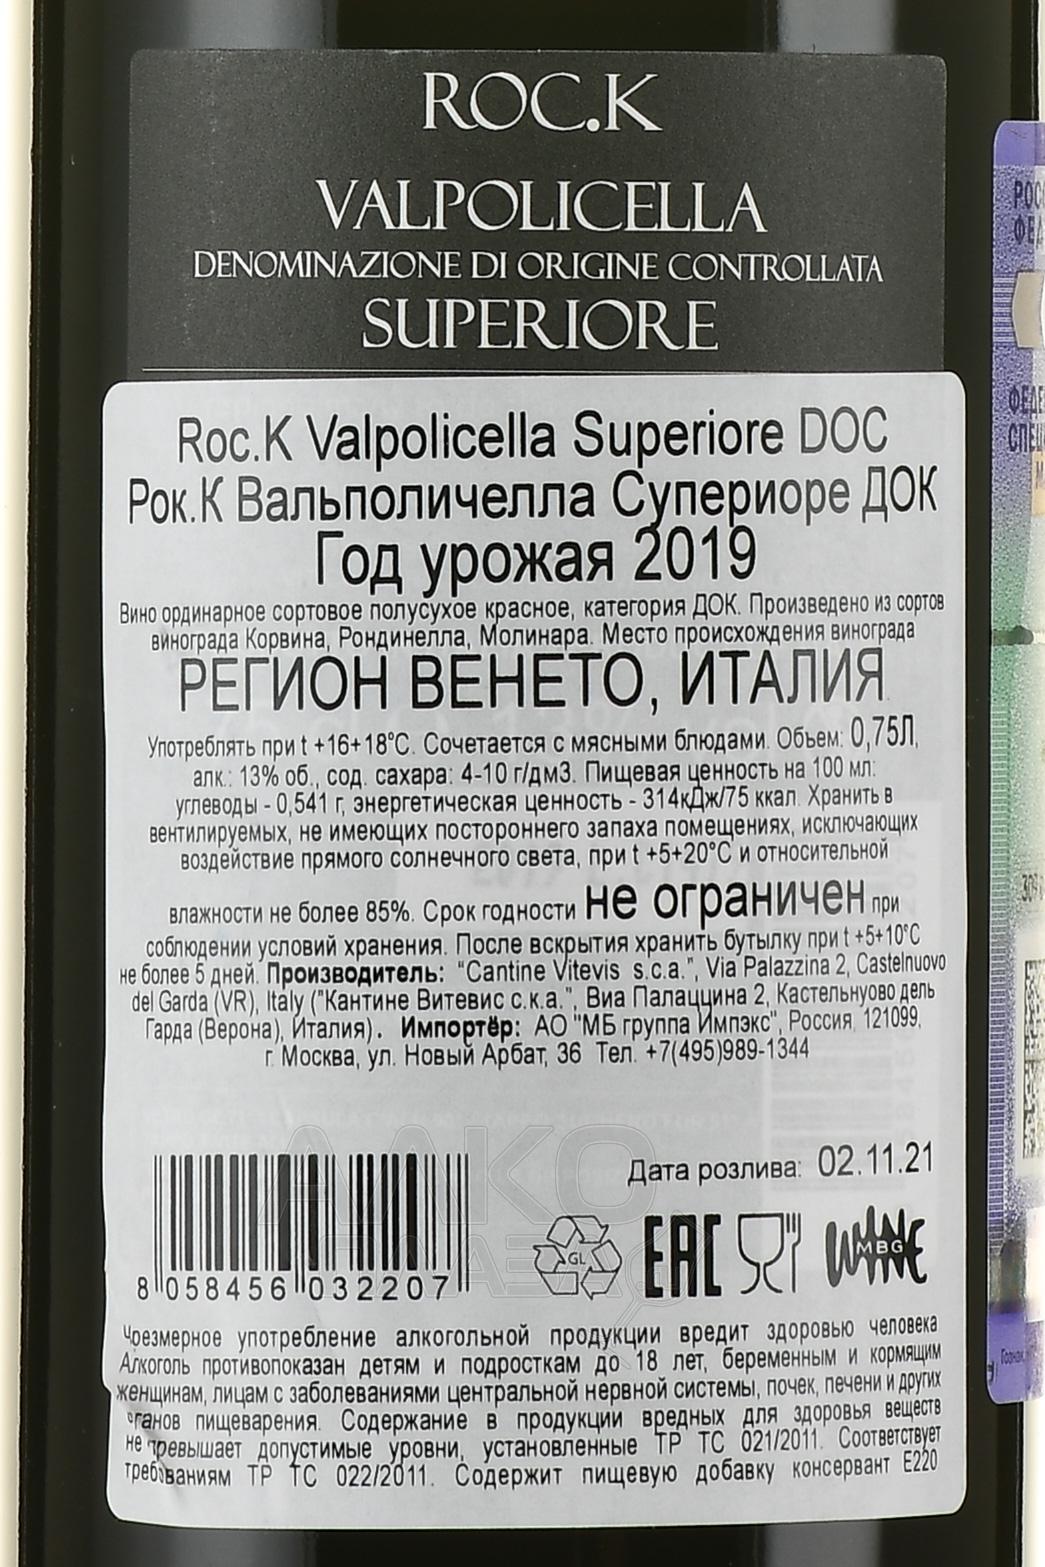 ROC.K
VALPOLICELLA
DENOMINAZIONE DI ORIGINE CONTROLLATA
SUPERIORE
Roc.K Valpolicella Superiore DOC
Рок.К Вальполичелла Супериоре ДОК
Год урожая 2019
Вино ординарное сортовое полусухое красное, категория ДОК. Произведено из сортов
винограда Корвина, Рондинелла, Молинара. Место происхождения винограда
РЕГИОН ВЕНЕТО, ИТАЛИЯ
Употреблять при t +16+18°С. Сочетается с мясными блюдами. Объем: 0,75Л,
алк.: 13% об., сод. сахара: 4-10 г/дм3. Пищевая ценность на 100 мл:
углеводы - 0,541 г, энергетическая ценность - 314кДж/75 ккал. Хранить в
вентилируемых, не имеющих постороннего запаха помещениях, исключающих
воздействие прямого солнечного света, при t +5+20°С и относительной
влажности не более 85%. Срок годности не ограничен при
соблюдении условий хранения. После вскрытия хранить бутылку при t +5+10°С
не более 5 дней. Производитель: "Cantine Vitevis s.c.a.", Via Palazzina 2, Castelnuovo
del Garda (VR), Italy ("Кантине Витевис с.к.а.", Виа Палаццина 2, Кастельнуово дель
Гарда (Верона), Италия). Импортёр: АО "МБ группа Импэкс", Россия, 121099,
г. Москва, ул. Новый Арбат, 36 Тел. +7(495)989-1344
Дата розлива: 02.11.21
8 058456 032207
GL
EAC
WINE
MBG
Чрезмерное употребление алкогольной продукции вредит здоровью человека
Алкоголь противопоказан детям и подросткам до 18 лет, беременным и кормящим
женщинам, лицам с заболеваниями центральной нервной системы, почек, печени и других
органов пищеварения. Содержание в продукции вредных для здоровья веществ
не превышает допустимые уровни, установленные ТР ТС 021/2011. Соответствует
требованиям ТР ТС 022/2011. Содержит пищевую добавку консервант Е220